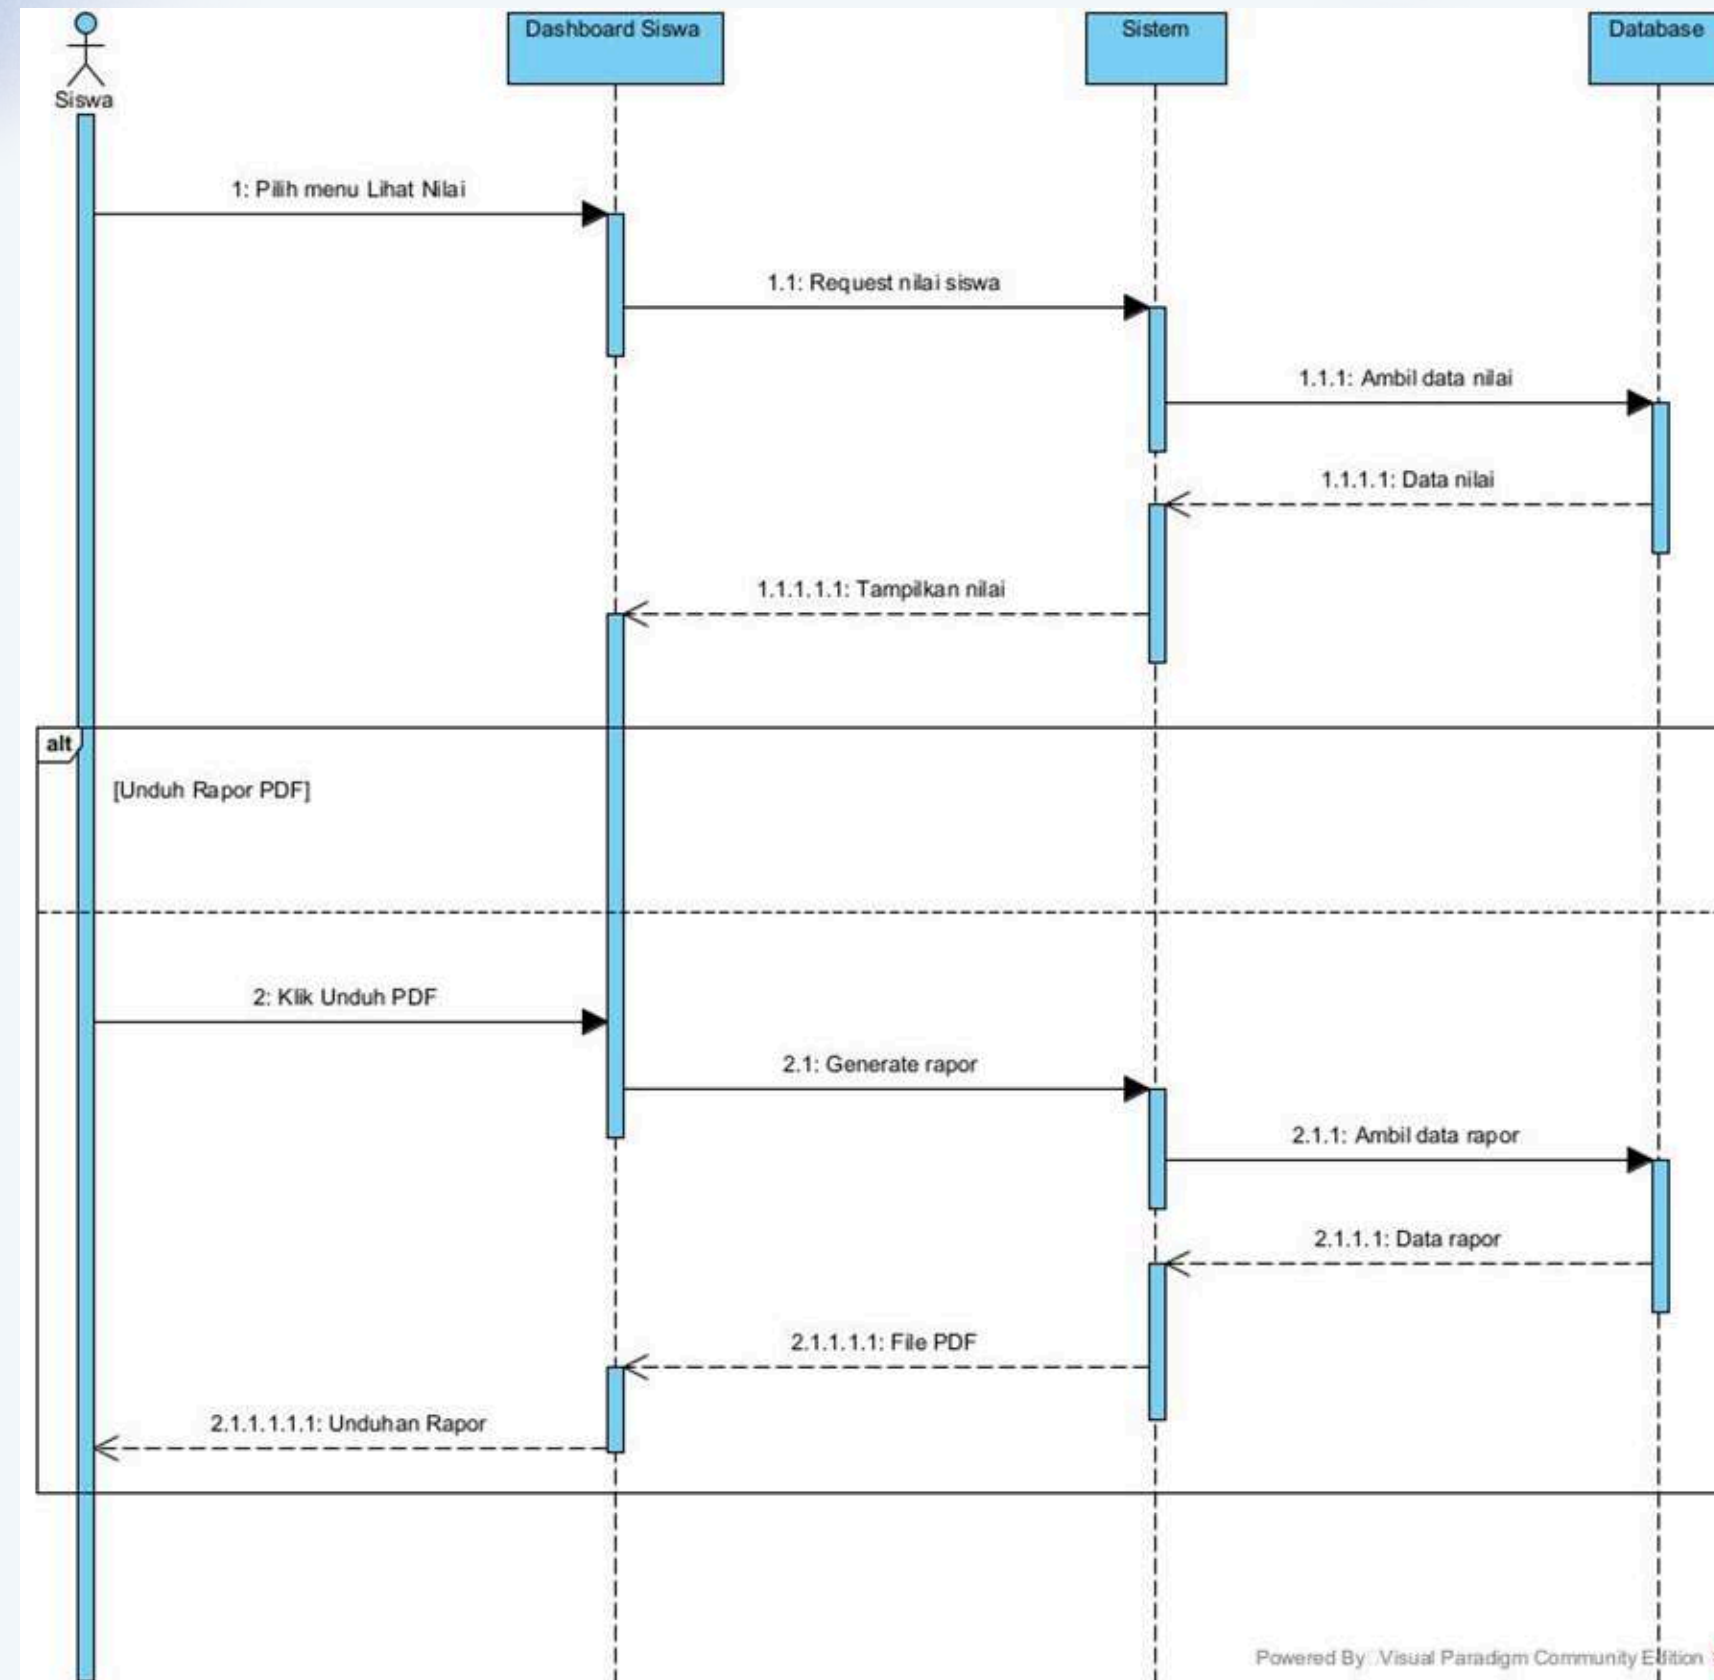 Siswa
Dashboard Siswa
Sistem
Database
1: Pilih menu Lihat Nilai
1.1: Request nilai siswa
1.1.1: Ambil data nilai
1.1.1.1: Data nilai
1.1.1.1.1: Tampilkan nilai
alt
[Unduh Rapor PDF]
2: Klik Unduh PDF
2.1: Generate rapor
2.1.1: Ambil data rapor
2.1.1.1: Data rapor
2.1.1.1.1: File PDF
2.1.1.1.1.1: Unduhan Rapor
Powered By Visual Paradigm Community Edition